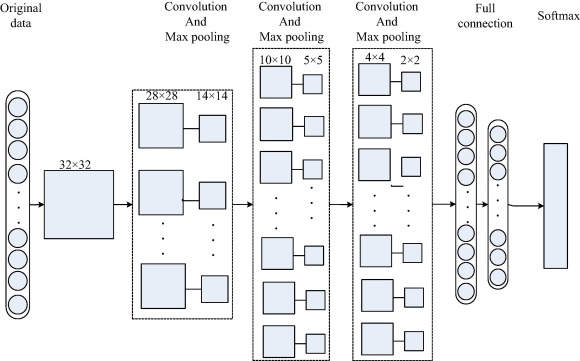 Original
data
Convolution
And
Max pooling
Convolution
And
Max pooling
Convolution
And
Max pooling
Full
connection
Softmax
32×32
28×28
14×14
10×10
5×5
4×4
2×2